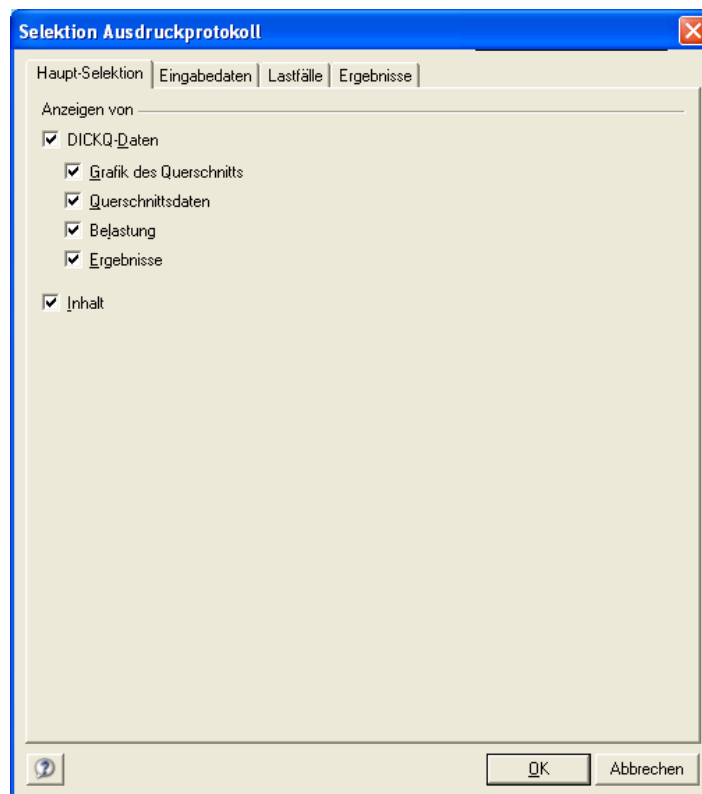 Selektion Ausdruckprotokoll
Haupt-Selektion Eingabedaten Lastfälle Ergebnisse
Anzeigen von
DICKQ-Daten
Grafik des Querschnitts
Querschnittsdaten
Belastung
Ergebnisse
Inhalt
OK Abbrechen